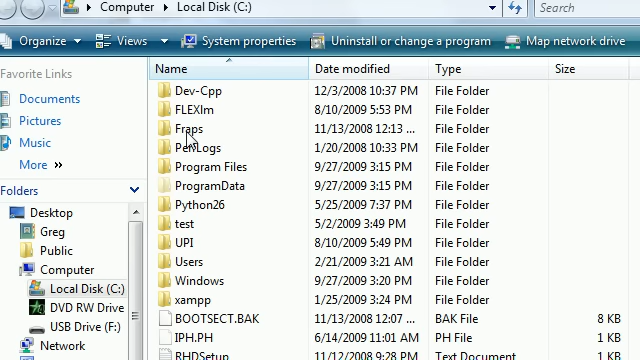 Computer Local Disk (C:) Search
Organize Views System properties Uninstall or change a program Map network drive
Favorite Links
Documents
Pictures
Music
More »
Folders
Desktop
Greg
Public
Computer
Local Disk (C:)
DVD RW Drive
USB Drive (F:)
Network
Name Date modified Type Size
Dev-Cpp 12/3/2008 10:37 PM File Folder
FLEXlm 8/10/2009 5:53 PM File Folder
Fraps 11/13/2008 12:13 ... File Folder
PerfLogs 1/20/2008 10:33 PM File Folder
Program Files 9/27/2009 3:15 PM File Folder
ProgramData 9/27/2009 3:15 PM File Folder
Python26 5/25/2009 7:37 PM File Folder
test 5/2/2009 3:49 PM File Folder
UPI 8/10/2009 5:49 PM File Folder
Users 2/21/2009 3:21 AM File Folder
Windows 9/27/2009 3:20 PM File Folder
xampp 1/25/2009 3:24 PM File Folder
BOOTSECT.BAK 11/13/2008 12:07 ... BAK File 8 KB
IPH.PH 6/14/2009 11:01 AM PH File 1 KB
RHDSetup 11/12/2008 9:28 PM Text Document 1 KB